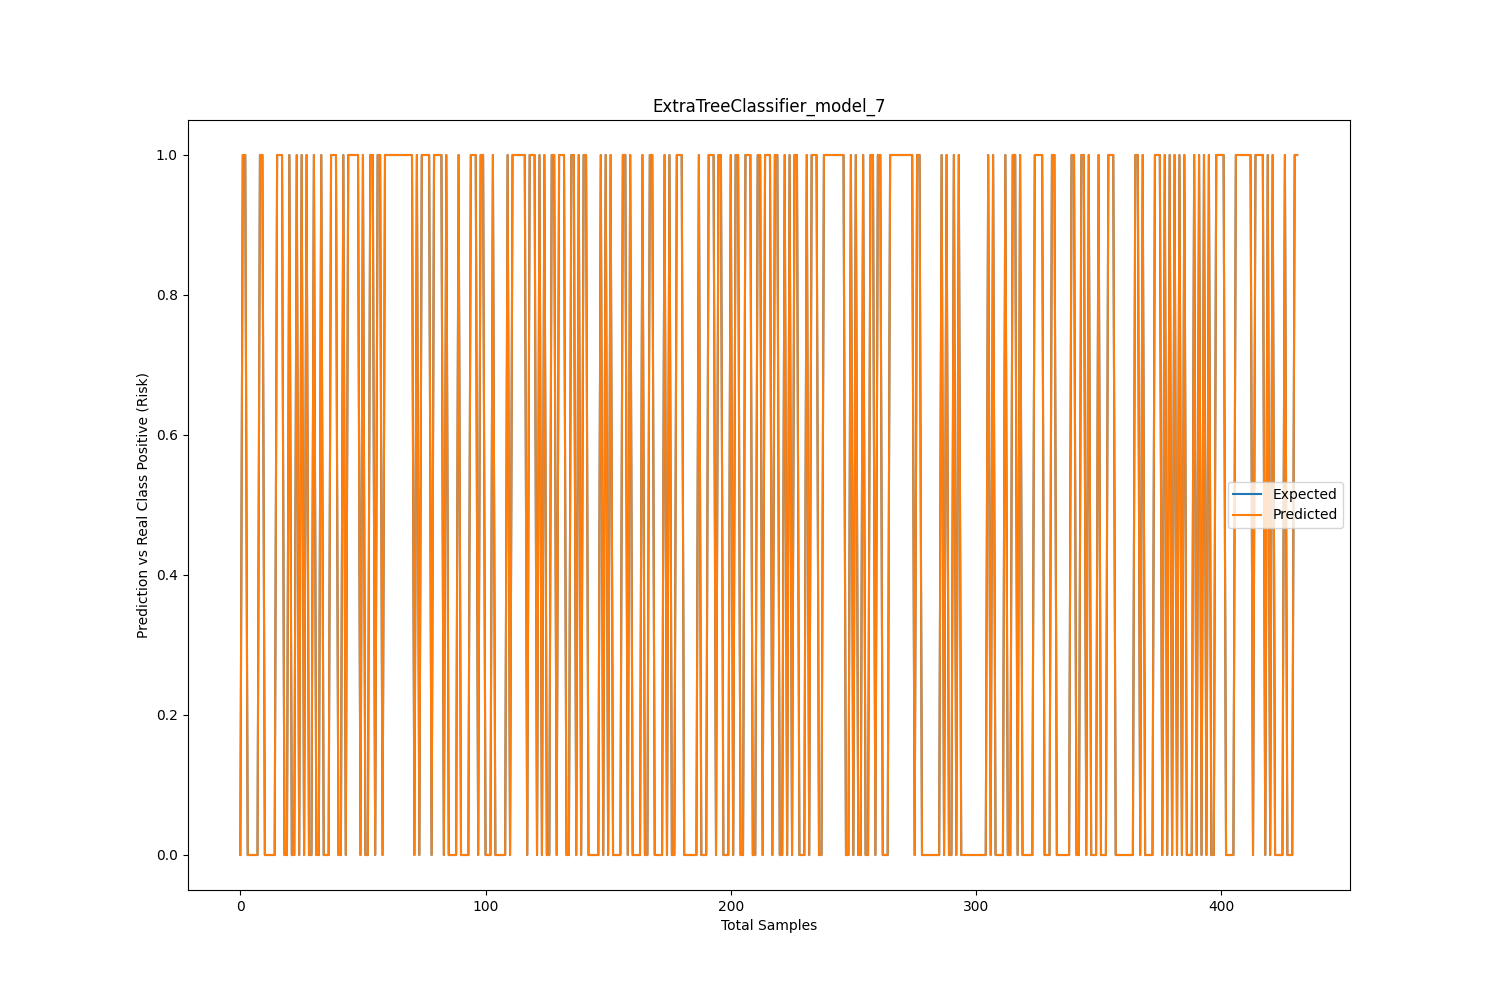 ExtraTreeClassifier_model_7
1.0
0.8
0.6
0.4
0.2
0.0
Prediction vs Real Class Positive (Risk)
Expected
Predicted
0 100 200 300 400
Total Samples